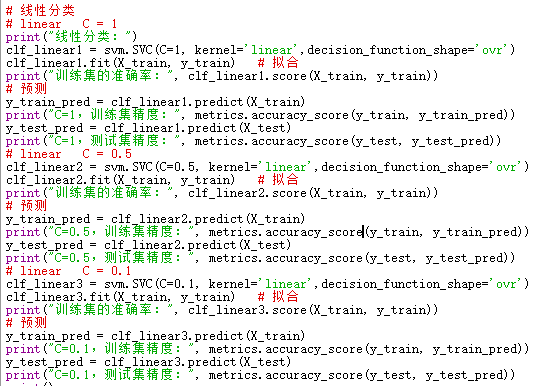 # 线性分类
# linear   C = 1
print("线性分类：")
clf_linear1 = svm.SVC(C=1, kernel='linear',decision_function_shape='ovr')
clf_linear1.fit(X_train, y_train)   # 拟合
print("训练集的准确率：", clf_linear1.score(X_train, y_train))
# 预测
y_train_pred = clf_linear1.predict(X_train)
print("C=1，训练集精度：", metrics.accuracy_score(y_train, y_train_pred))
y_test_pred = clf_linear1.predict(X_test)
print("C=1，测试集精度：", metrics.accuracy_score(y_test, y_test_pred))
# linear   C = 0.5
clf_linear2 = svm.SVC(C=0.5, kernel='linear',decision_function_shape='ovr')
clf_linear2.fit(X_train, y_train)   # 拟合
print("训练集的准确率：", clf_linear2.score(X_train, y_train))
# 预测
y_train_pred = clf_linear2.predict(X_train)
print("C=0.5，训练集精度：", metrics.accuracy_score(y_train, y_train_pred))
y_test_pred = clf_linear2.predict(X_test)
print("C=0.5，测试集精度：", metrics.accuracy_score(y_test, y_test_pred))
# linear   C = 0.1
clf_linear3 = svm.SVC(C=0.1, kernel='linear',decision_function_shape='ovr')
clf_linear3.fit(X_train, y_train)   # 拟合
print("训练集的准确率：", clf_linear3.score(X_train, y_train))
# 预测
y_train_pred = clf_linear3.predict(X_train)
print("C=0.1，训练集精度：", metrics.accuracy_score(y_train, y_train_pred))
y_test_pred = clf_linear3.predict(X_test)
print("C=0.1，测试集精度：", metrics.accuracy_score(y_test, y_test_pred))